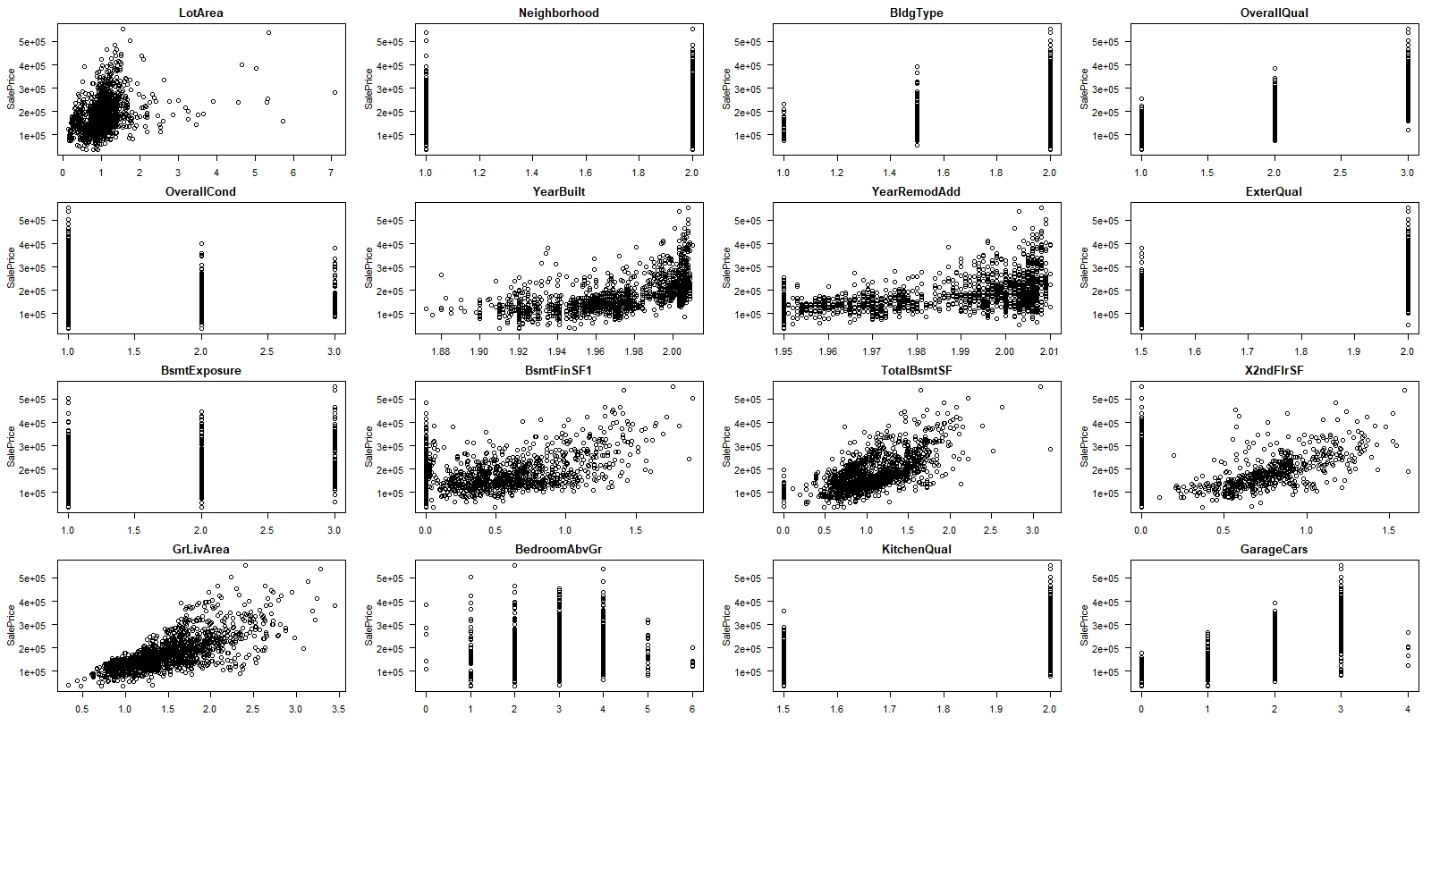 LotArea
SalePrice
5e+05
4e+05
3e+05
2e+05
1e+05
0 1 2 3 4 5 6 7
Neighborhood
SalePrice
5e+05
4e+05
3e+05
2e+05
1e+05
1.0 1.2 1.4 1.6 1.8 2.0
BldgType
SalePrice
5e+05
4e+05
3e+05
2e+05
1e+05
1.0 1.2 1.4 1.6 1.8 2.0
OverallQual
SalePrice
5e+05
4e+05
3e+05
2e+05
1e+05
1.0 1.5 2.0 2.5 3.0
OverallCond
SalePrice
5e+05
4e+05
3e+05
2e+05
1e+05
1.0 1.5 2.0 2.5 3.0
YearBuilt
SalePrice
5e+05
4e+05
3e+05
2e+05
1e+05
1.88 1.90 1.92 1.94 1.96 1.98 2.00
YearRemodAdd
SalePrice
5e+05
4e+05
3e+05
2e+05
1e+05
1.95 1.96 1.97 1.98 1.99 2.00 2.01
ExterQual
SalePrice
5e+05
4e+05
3e+05
2e+05
1e+05
1.5 1.6 1.7 1.8 1.9 2.0
BsmtExposure
SalePrice
5e+05
4e+05
3e+05
2e+05
1e+05
1.0 1.5 2.0 2.5 3.0
BsmtFinSF1
SalePrice
5e+05
4e+05
3e+05
2e+05
1e+05
0.0 0.5 1.0 1.5
TotalBsmtSF
SalePrice
5e+05
4e+05
3e+05
2e+05
1e+05
0.0 0.5 1.0 1.5 2.0 2.5 3.0
X2ndFlrSF
SalePrice
5e+05
4e+05
3e+05
2e+05
1e+05
0.0 0.5 1.0 1.5
GrLivArea
SalePrice
5e+05
4e+05
3e+05
2e+05
1e+05
0.5 1.0 1.5 2.0 2.5 3.0 3.5
BedroomAbvGr
SalePrice
5e+05
4e+05
3e+05
2e+05
1e+05
0 1 2 3 4 5 6
KitchenQual
SalePrice
5e+05
4e+05
3e+05
2e+05
1e+05
1.5 1.6 1.7 1.8 1.9 2.0
GarageCars
SalePrice
5e+05
4e+05
3e+05
2e+05
1e+05
0 1 2 3 4